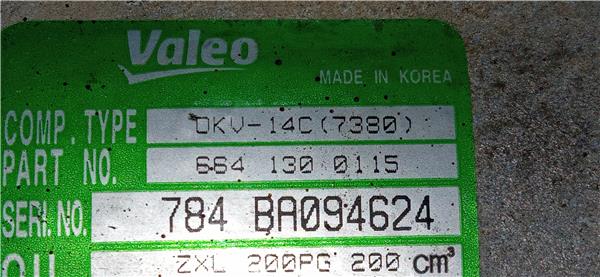 Valeo
MADE IN KOREA
COMP. TYPE DKV-14C(7380)
PART NO. 664 130 0115
SERI. NO. 784 BA094624
ZXL 200PG 200 cm³